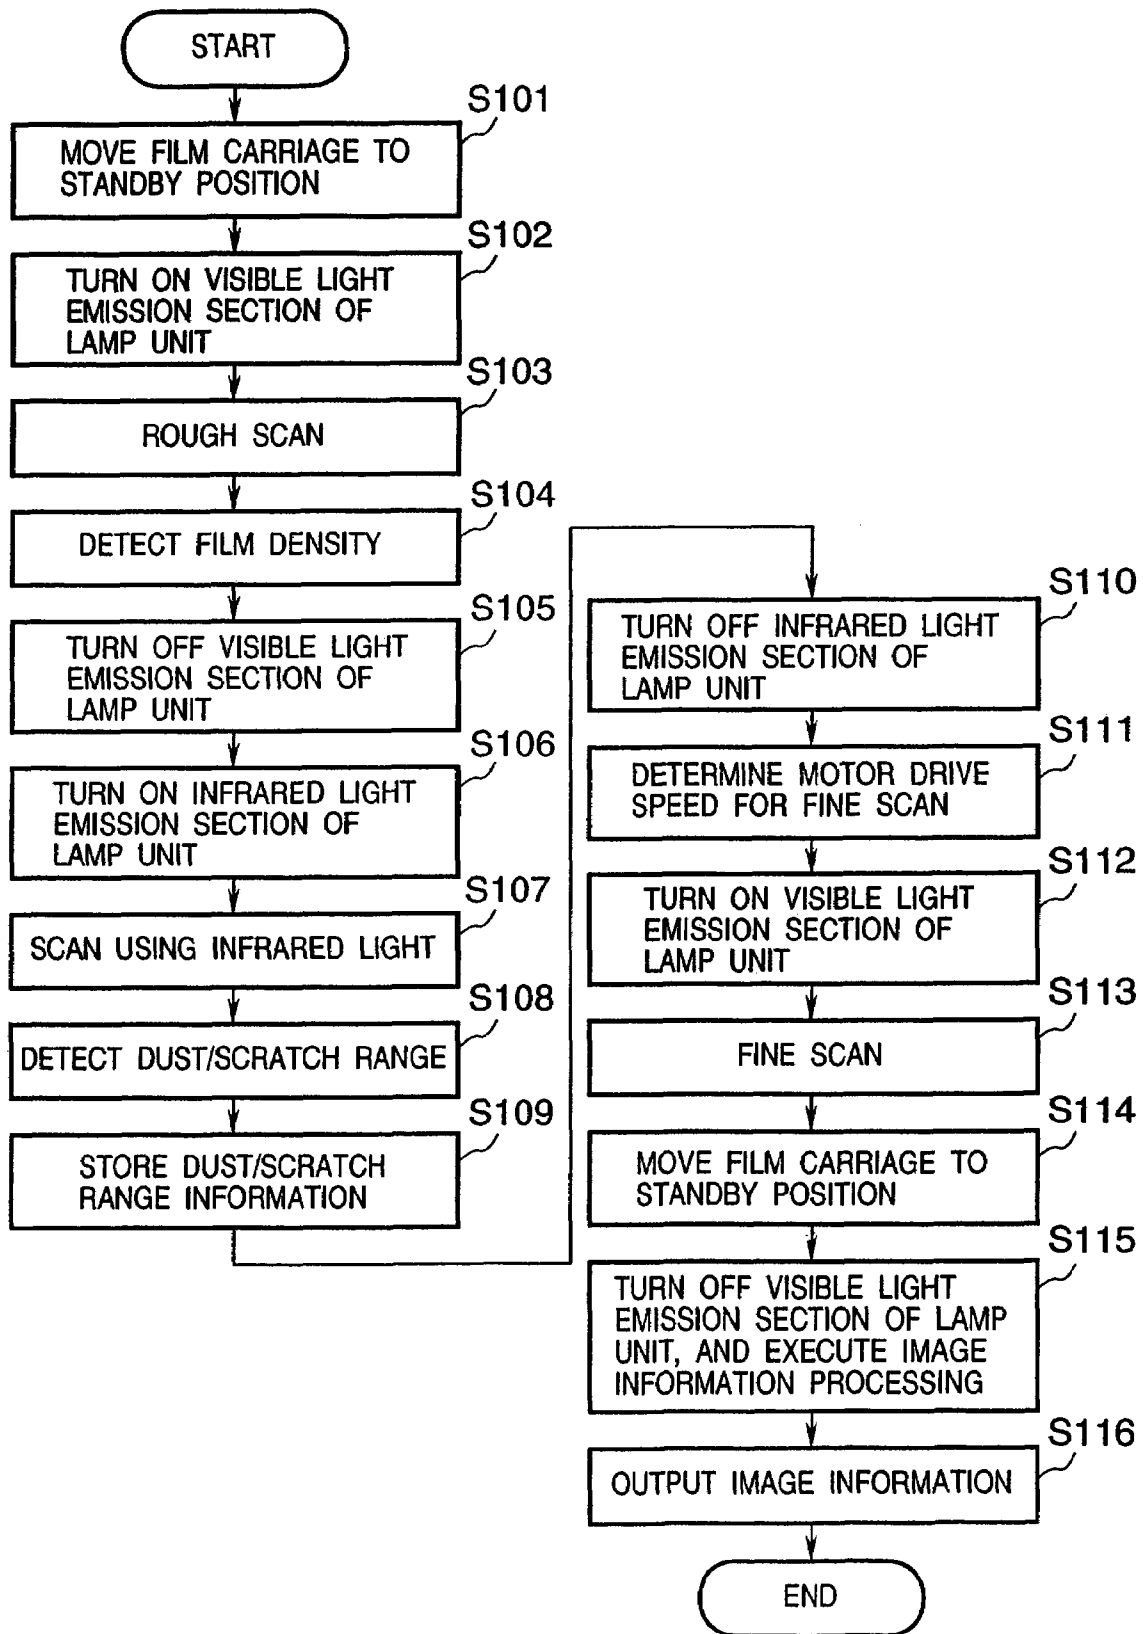 START
S101
MOVE FILM CARRIAGE TO
STANDBY POSITION
S102
TURN ON VISIBLE LIGHT
EMISSION SECTION OF
LAMP UNIT
S103
ROUGH SCAN
S104
DETECT FILM DENSITY
S105
TURN OFF VISIBLE LIGHT
EMISSION SECTION OF
LAMP UNIT
S106
TURN ON INFRARED LIGHT
EMISSION SECTION OF
LAMP UNIT
S107
SCAN USING INFRARED LIGHT
S108
DETECT DUST/SCRATCH RANGE
S109
STORE DUST/SCRATCH
RANGE INFORMATION
S110
TURN OFF INFRARED LIGHT
EMISSION SECTION OF
LAMP UNIT
S111
DETERMINE MOTOR DRIVE
SPEED FOR FINE SCAN
S112
TURN ON VISIBLE LIGHT
EMISSION SECTION OF
LAMP UNIT
S113
FINE SCAN
S114
MOVE FILM CARRIAGE TO
STANDBY POSITION
S115
TURN OFF VISIBLE LIGHT
EMISSION SECTION OF LAMP
UNIT, AND EXECUTE IMAGE
INFORMATION PROCESSING
S116
OUTPUT IMAGE INFORMATION
END